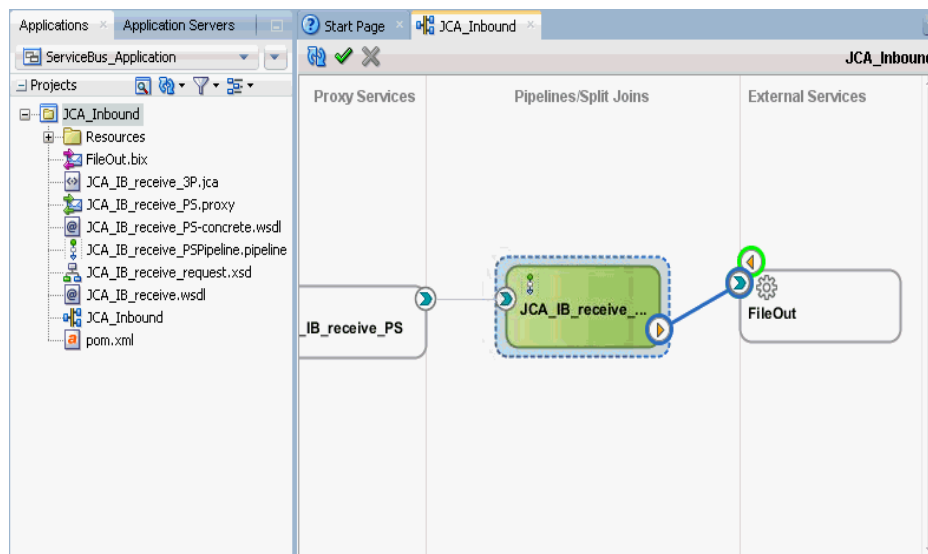 Applications
Application Servers
Start Page
JCA_Inbound
ServiceBus_Application
JCA_Inbound
Projects
Proxy Services
Pipelines/Split Joins
External Services
JCA_Inbound
Resources
FileOut.bix
JCA_IB_receive_3P.jca
JCA_IB_receive_PS.proxy
JCA_IB_receive_PS-concrete.wsdl
JCA_IB_receive_PSPipeline.pipeline
JCA_IB_receive_request.xsd
JCA_IB_receive.wsdl
JCA_Inbound
pom.xml
_IB_receive_PS
JCA_IB_receive_...
FileOut